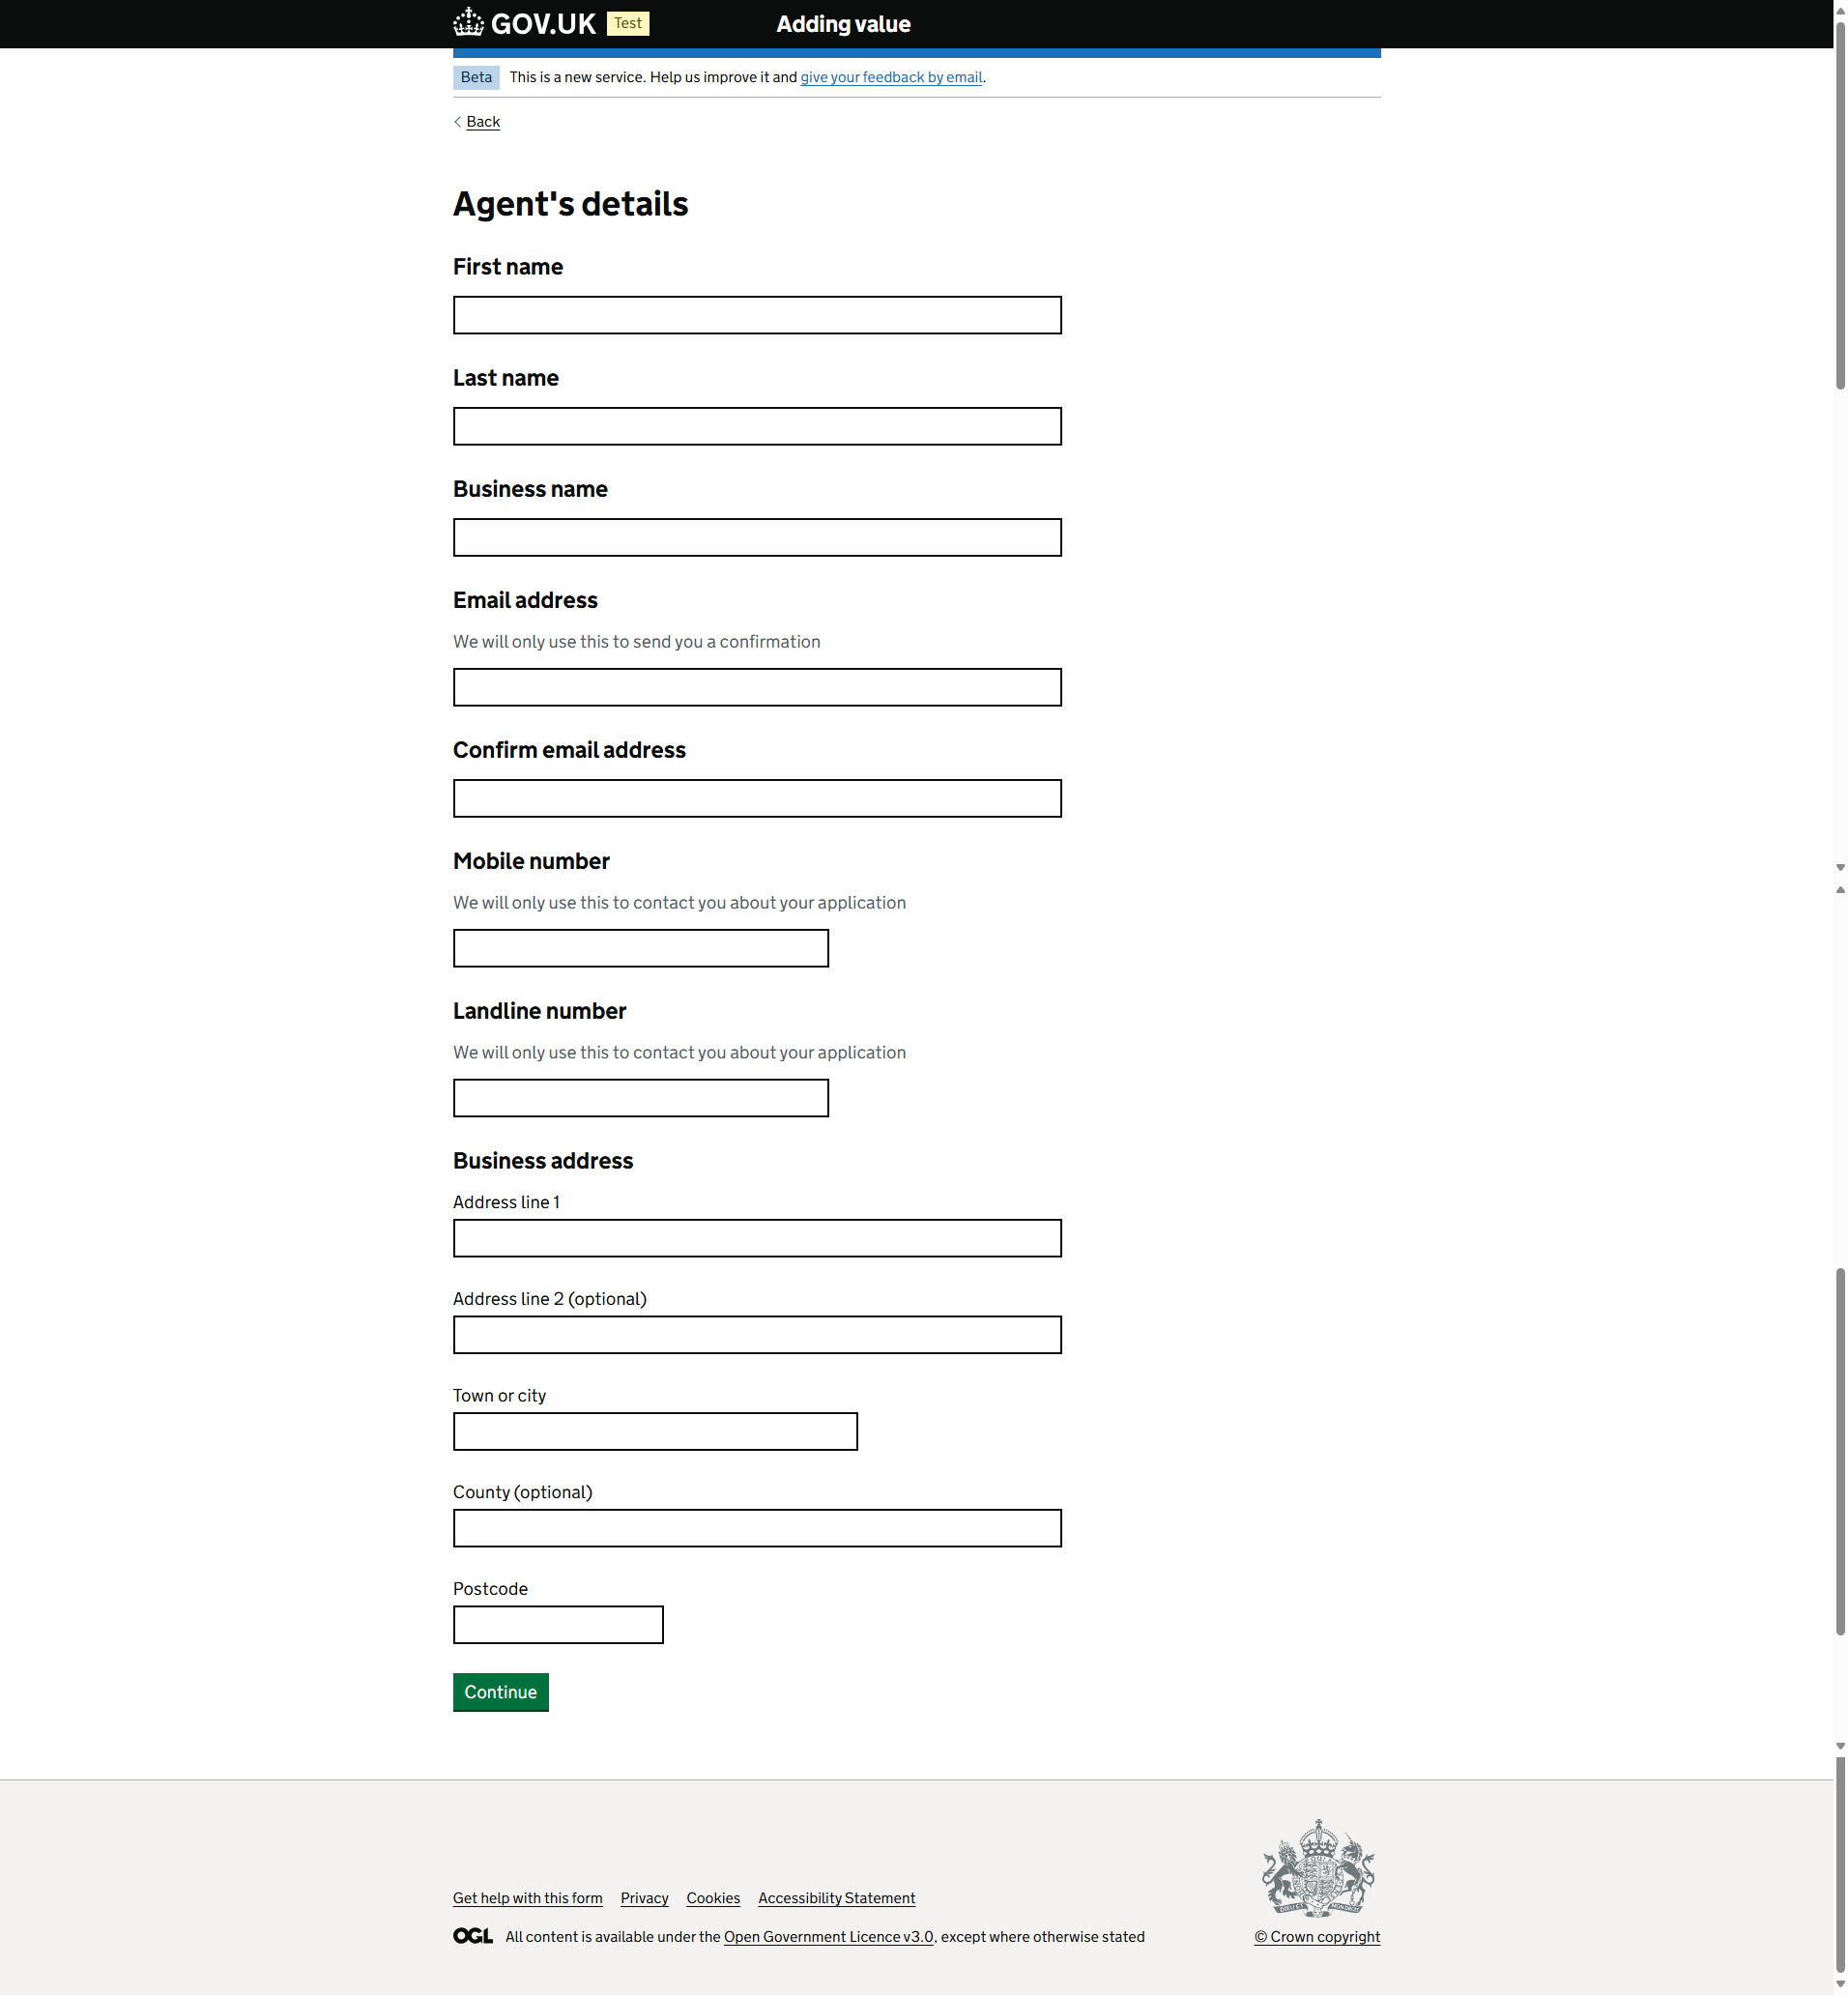 GOV.UK Test Adding value
Beta This is a new service. Help us improve it and give your feedback by email.
Back
Agent's details
First name
Last name
Business name
Email address
We will only use this to send you a confirmation
Confirm email address
Mobile number
We will only use this to contact you about your application
Landline number
We will only use this to contact you about your application
Business address
Address line 1
Address line 2 (optional)
Town or city
County (optional)
Postcode
Continue
Get help with this form Privacy Cookies Accessibility Statement
OGL All content is available under the Open Government Licence v3.0, except where otherwise stated
© Crown copyright